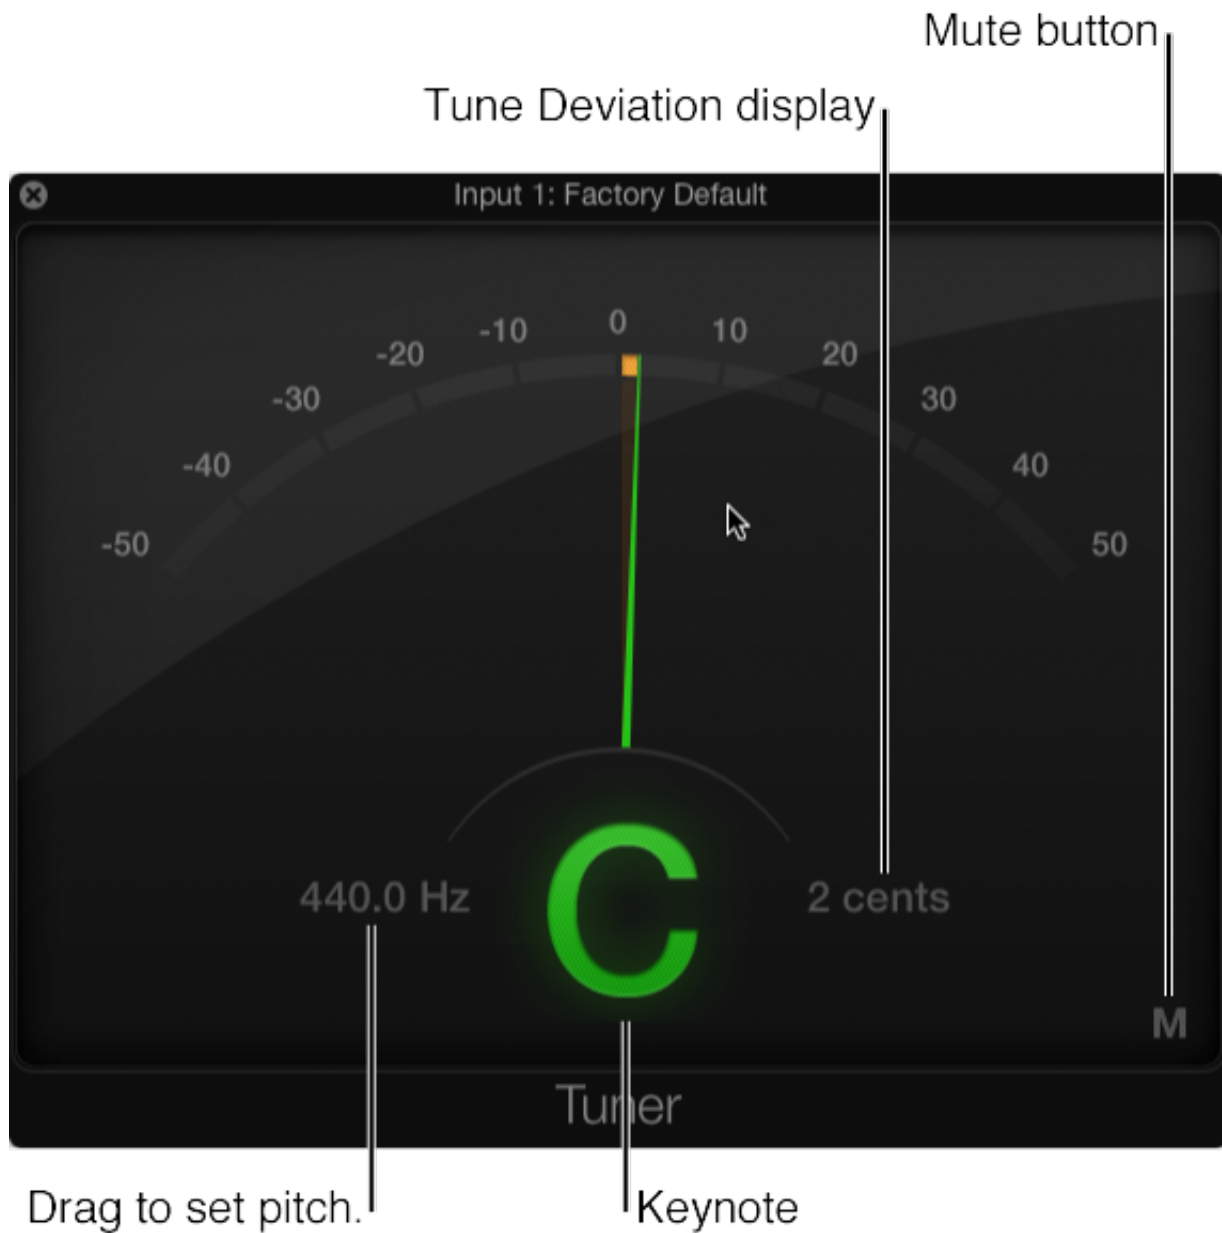 Mute button
Tune Deviation display
Input 1: Factory Default
-50
-40
-30
-20
-10
0
10
20
30
40
50
440.0 Hz
C
2 cents
M
Tuner
Drag to set pitch.
Keynote